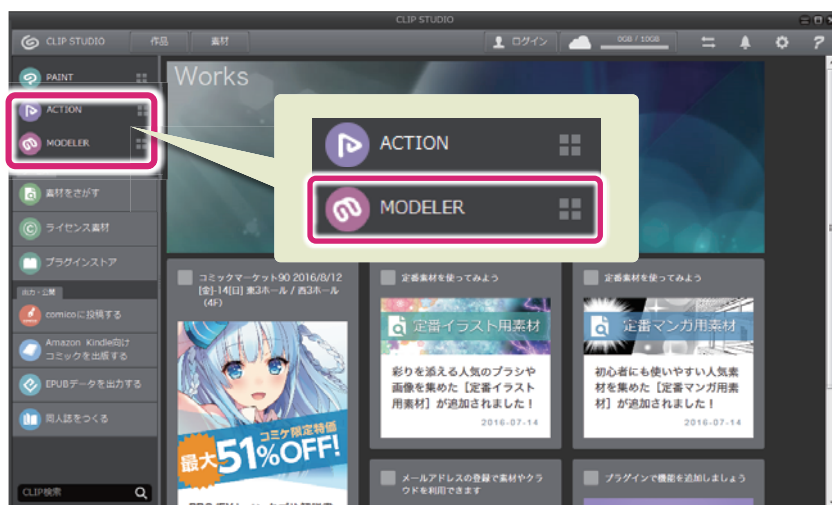 CLIP STUDIO
CLIP STUDIO
作品
素材
ログイン
0GB / 10GB
?
PAINT
ACTION
MODELER
素材をさがす
ライセンス素材
プラグインストア
出力・公開
comicoに投稿する
Amazon Kindle向け
コミックを出版する
EPUBデータを出力する
同人誌をつくる
CLIP検索
Works
ACTION
MODELER
コミックマーケット90 2016/8/12
[金]-14[日] 東3ホール / 西3ホール
(4F)
コミケ限定特価
最大51%OFF!
定番素材を使ってみよう
定番イラスト用素材
彩りを添える人気のブラシや
画像を集めた［定番イラスト
用素材］が追加されました！
2016-07-14
定番素材を使ってみよう
定番マンガ用素材
初心者にも使いやすい人気素
材を集めた［定番マンガ用素
材］が追加されました！
2016-07-14
メールアドレスの登録で素材やクラ
ウドを利用できます
プラグインで機能を追加しましょう